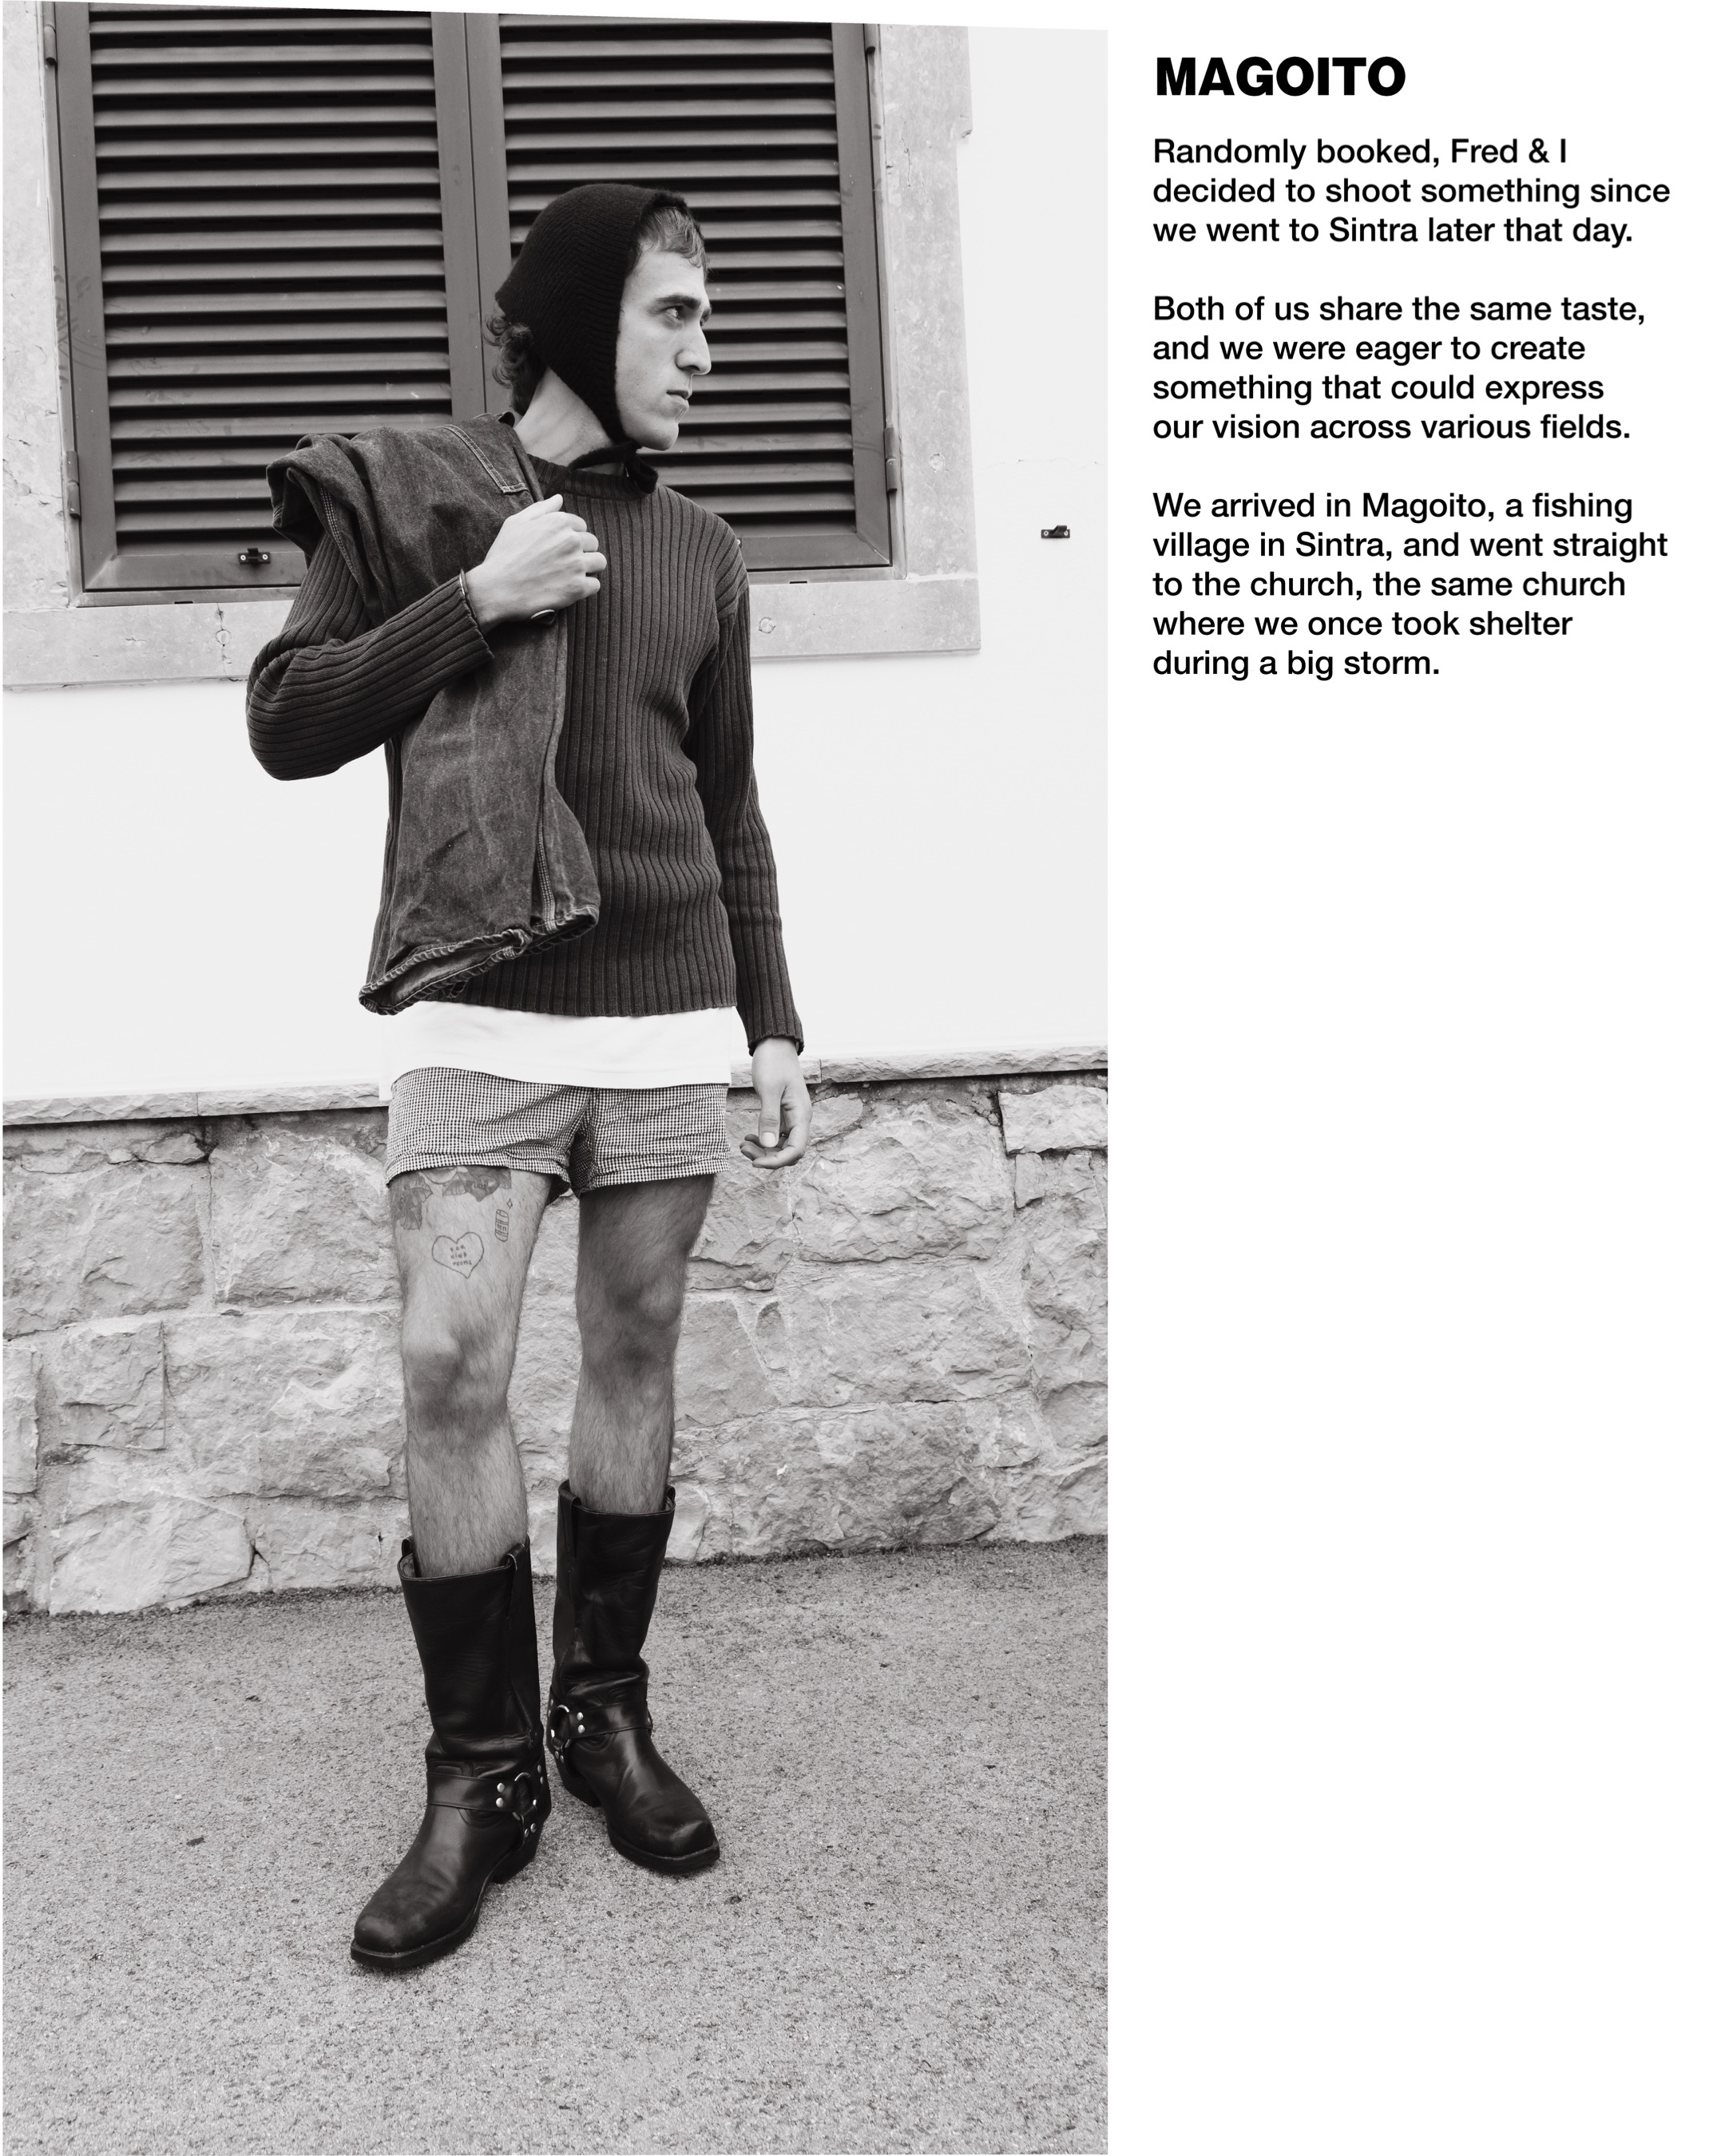 MAGOITO
Randomly booked, Fred & I
decided to shoot something since
we went to Sintra later that day.
Both of us share the same taste,
and we were eager to create
something that could express
our vision across various fields.
We arrived in Magoito, a fishing
village in Sintra, and went straight
to the church, the same church
where we once took shelter
during a big storm.